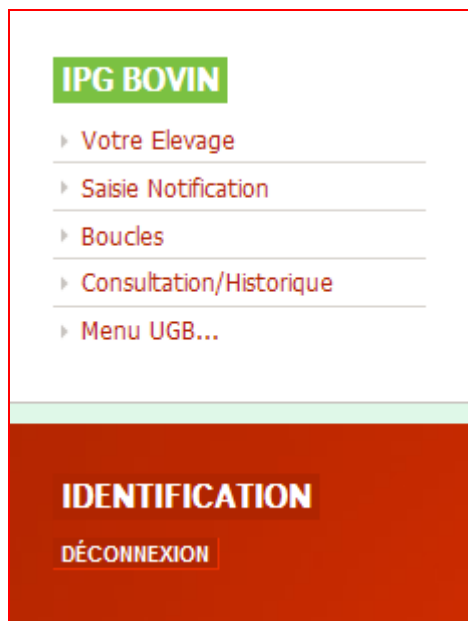 IPG BOVIN
Votre Elevage
Saisie Notification
Boucles
Consultation/Historique
Menu UGB...
IDENTIFICATION
DÉCONNEXION